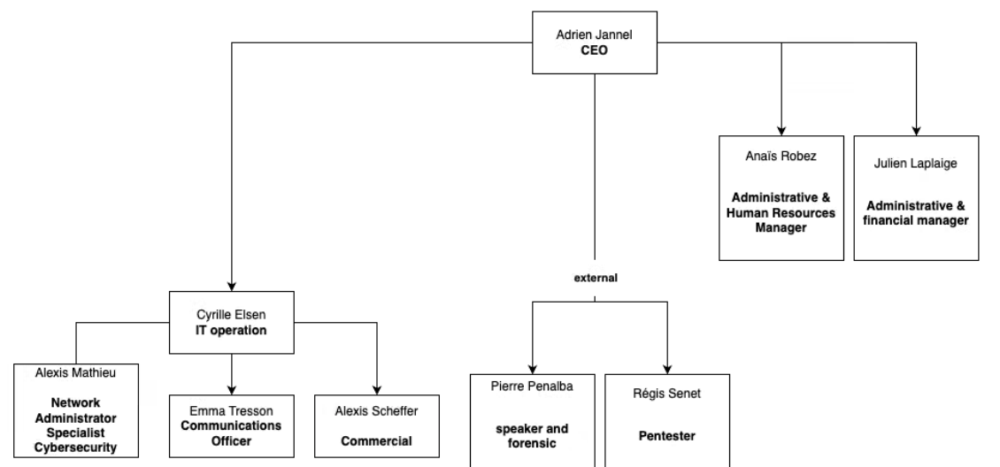 Adrien Jannel
CEO
Anaïs Robez
Administrative &
Human Resources
Manager
Julien Laplaige
Administrative &
financial manager
external
Cyrille Elsen
IT operation
Alexis Mathieu
Network
Administrator
Specialist
Cybersecurity
Emma Tresson
Communications
Officer
Alexis Scheffer
Commercial
Pierre Penalba
speaker and
forensic
Régis Senet
Pentester